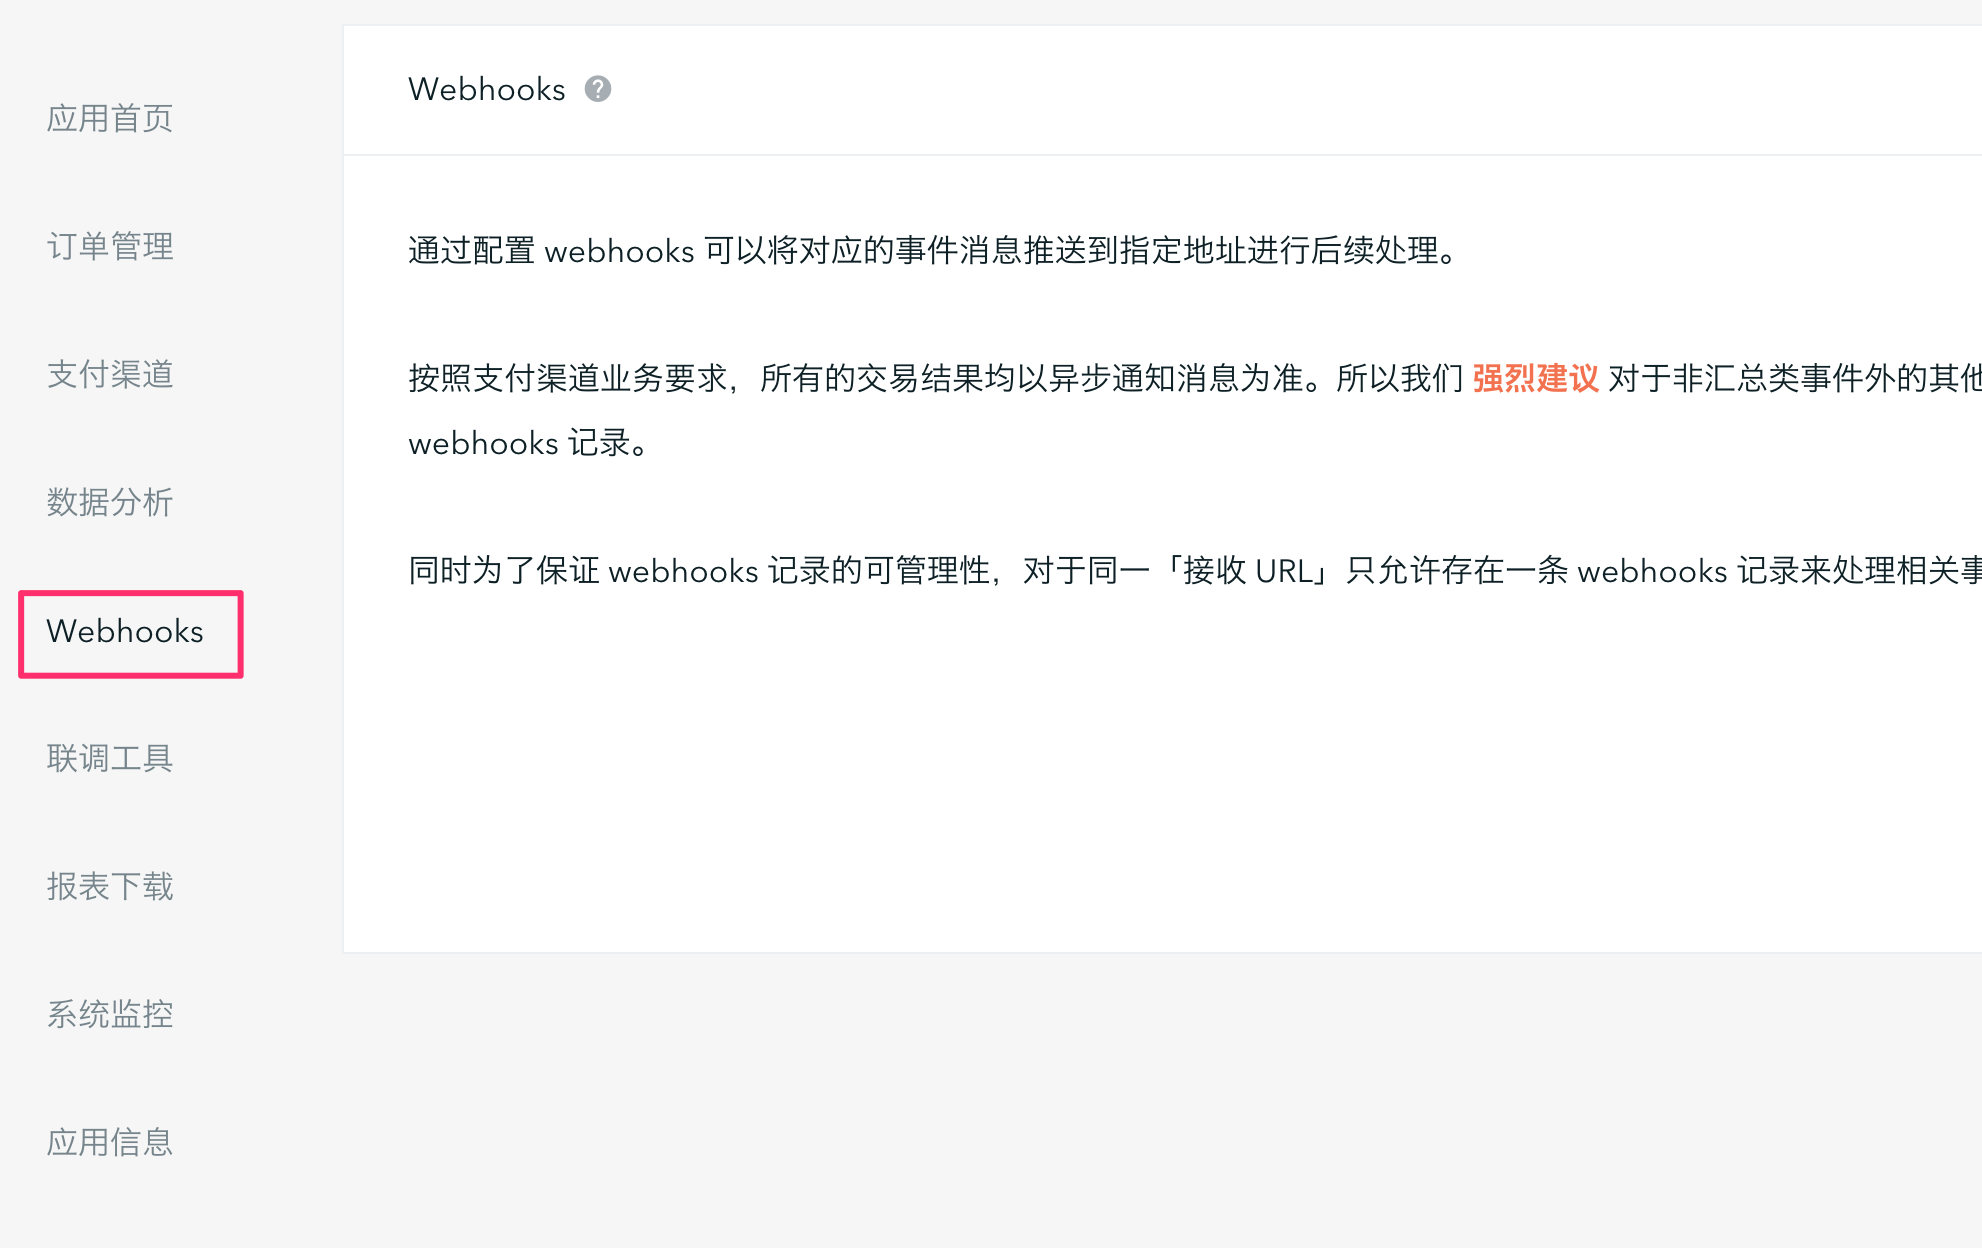 应用首页
订单管理
支付渠道
数据分析
Webhooks
联调工具
报表下载
系统监控
应用信息
Webhooks ?
通过配置 webhooks 可以将对应的事件消息推送到指定地址进行后续处理。
按照支付渠道业务要求，所有的交易结果均以异步通知消息为准。所以我们 强烈建议 对于非汇总类事件外的其他
webhooks 记录。
同时为了保证 webhooks 记录的可管理性，对于同一「接收 URL」只允许存在一条 webhooks 记录来处理相关事